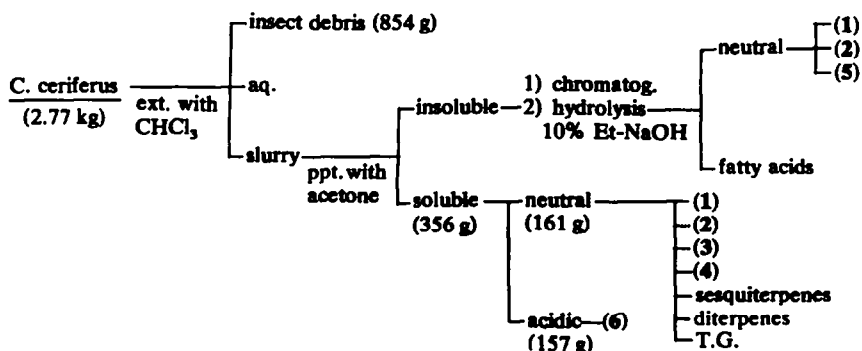 insect debris (854 g)
C. ceriferus
(2.77 kg)
ext. with
CHCl₃
aq.
slurry
ppt. with
acetone
insoluble
1) chromatog.
2) hydrolysis
10% Et-NaOH
neutral
(1)
(2)
(5)
fatty acids
soluble
(356 g)
neutral
(161 g)
(1)
(2)
(3)
(4)
sesquiterpenes
diterpenes
T.G.
acidic
(157 g)
(6)